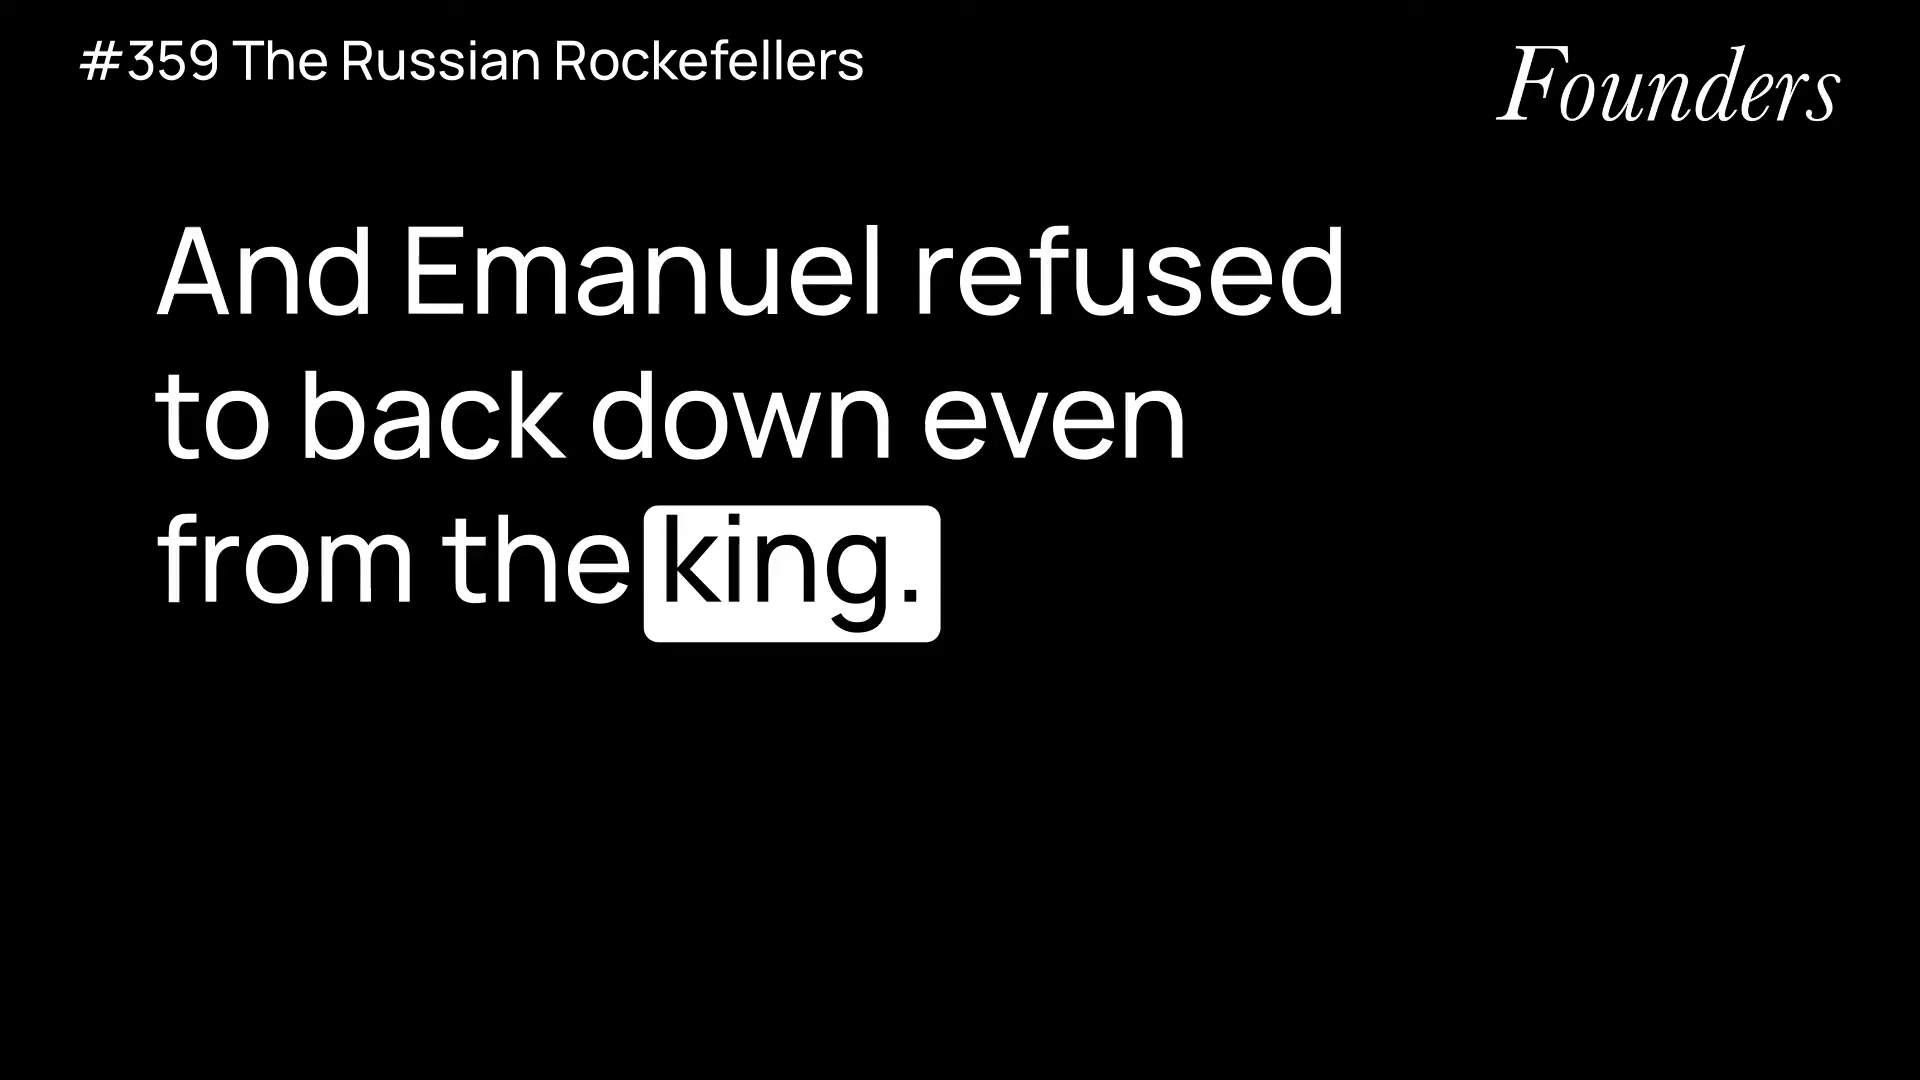 #359 The Russian Rockefellers
Founders
And Emanuel refused
to back down even
from the king.